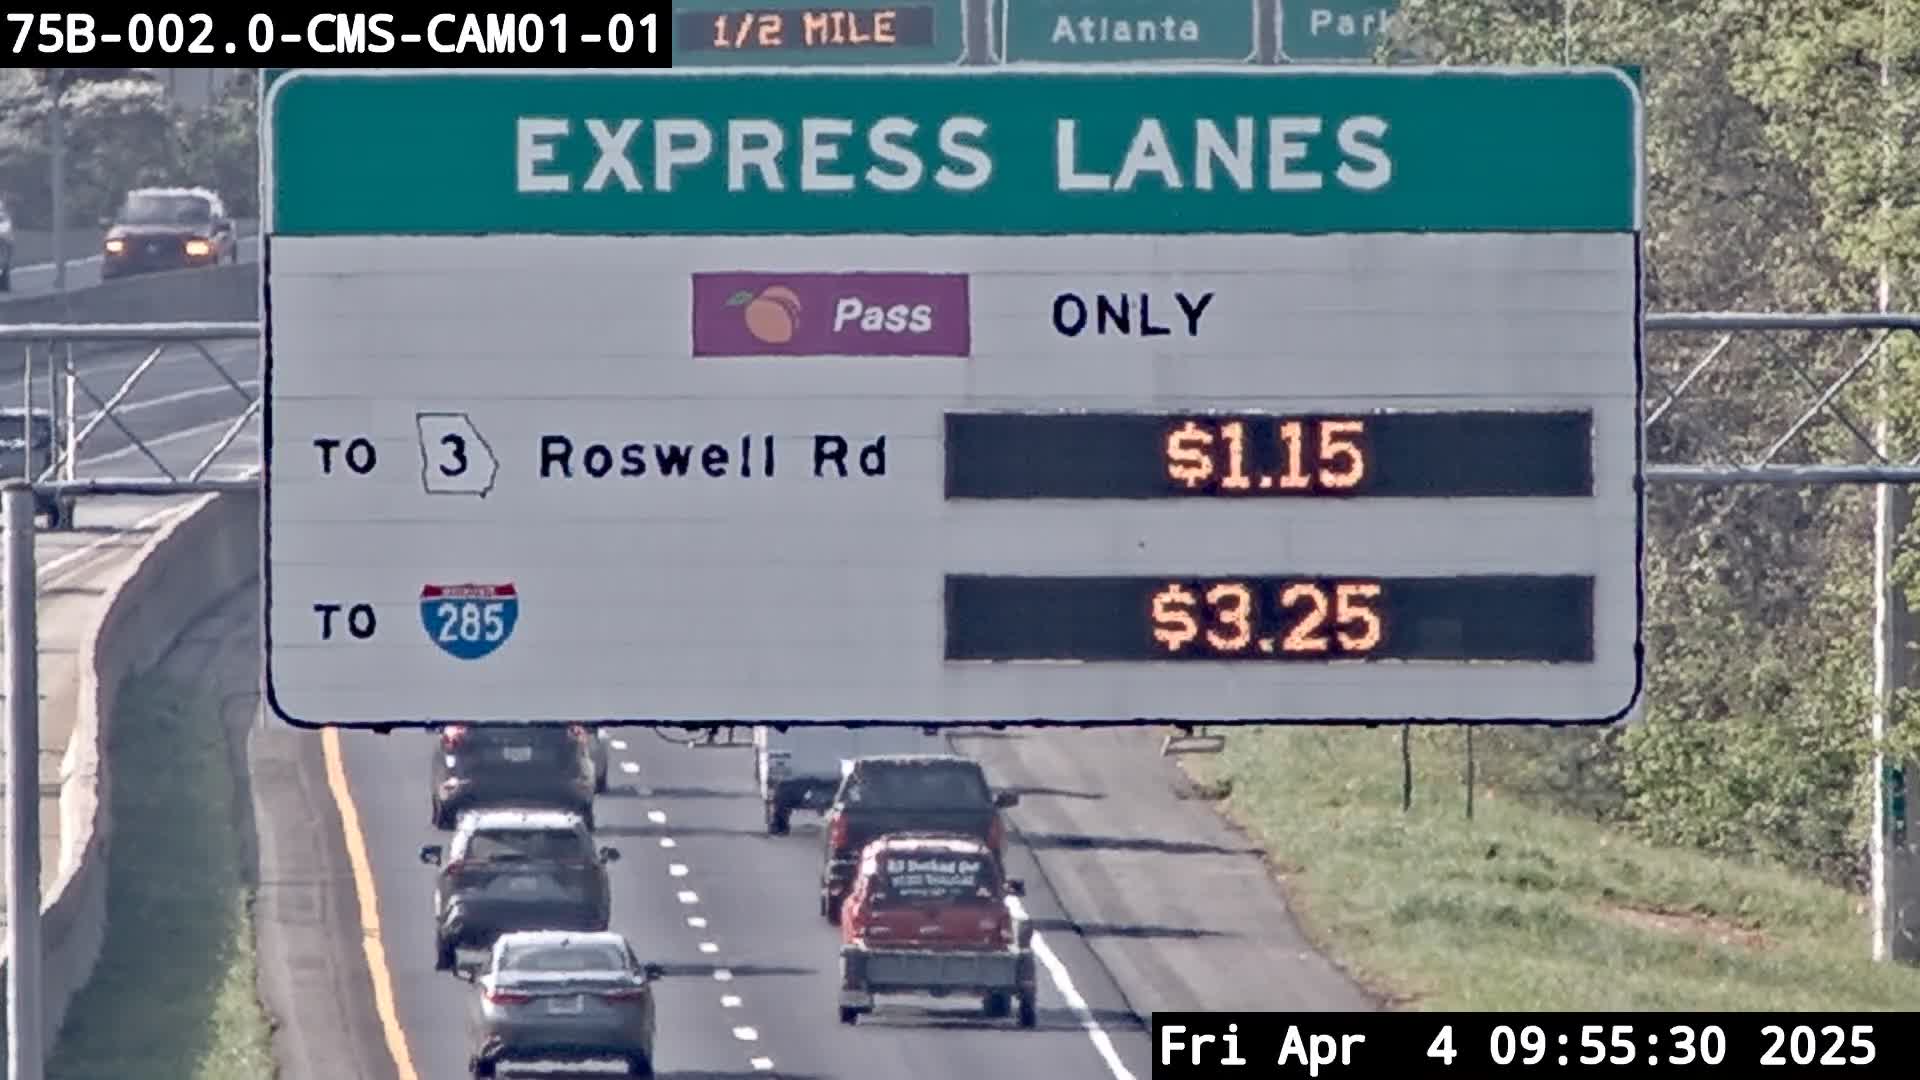 75B-002.0-CMS-CAM01-01
1/2 MILE
Atlanta
Park
EXPRESS LANES
Pass ONLY
TO 3 Roswell Rd $1.15
TO 285 $3.25
Fri Apr 4 09:55:30 2025